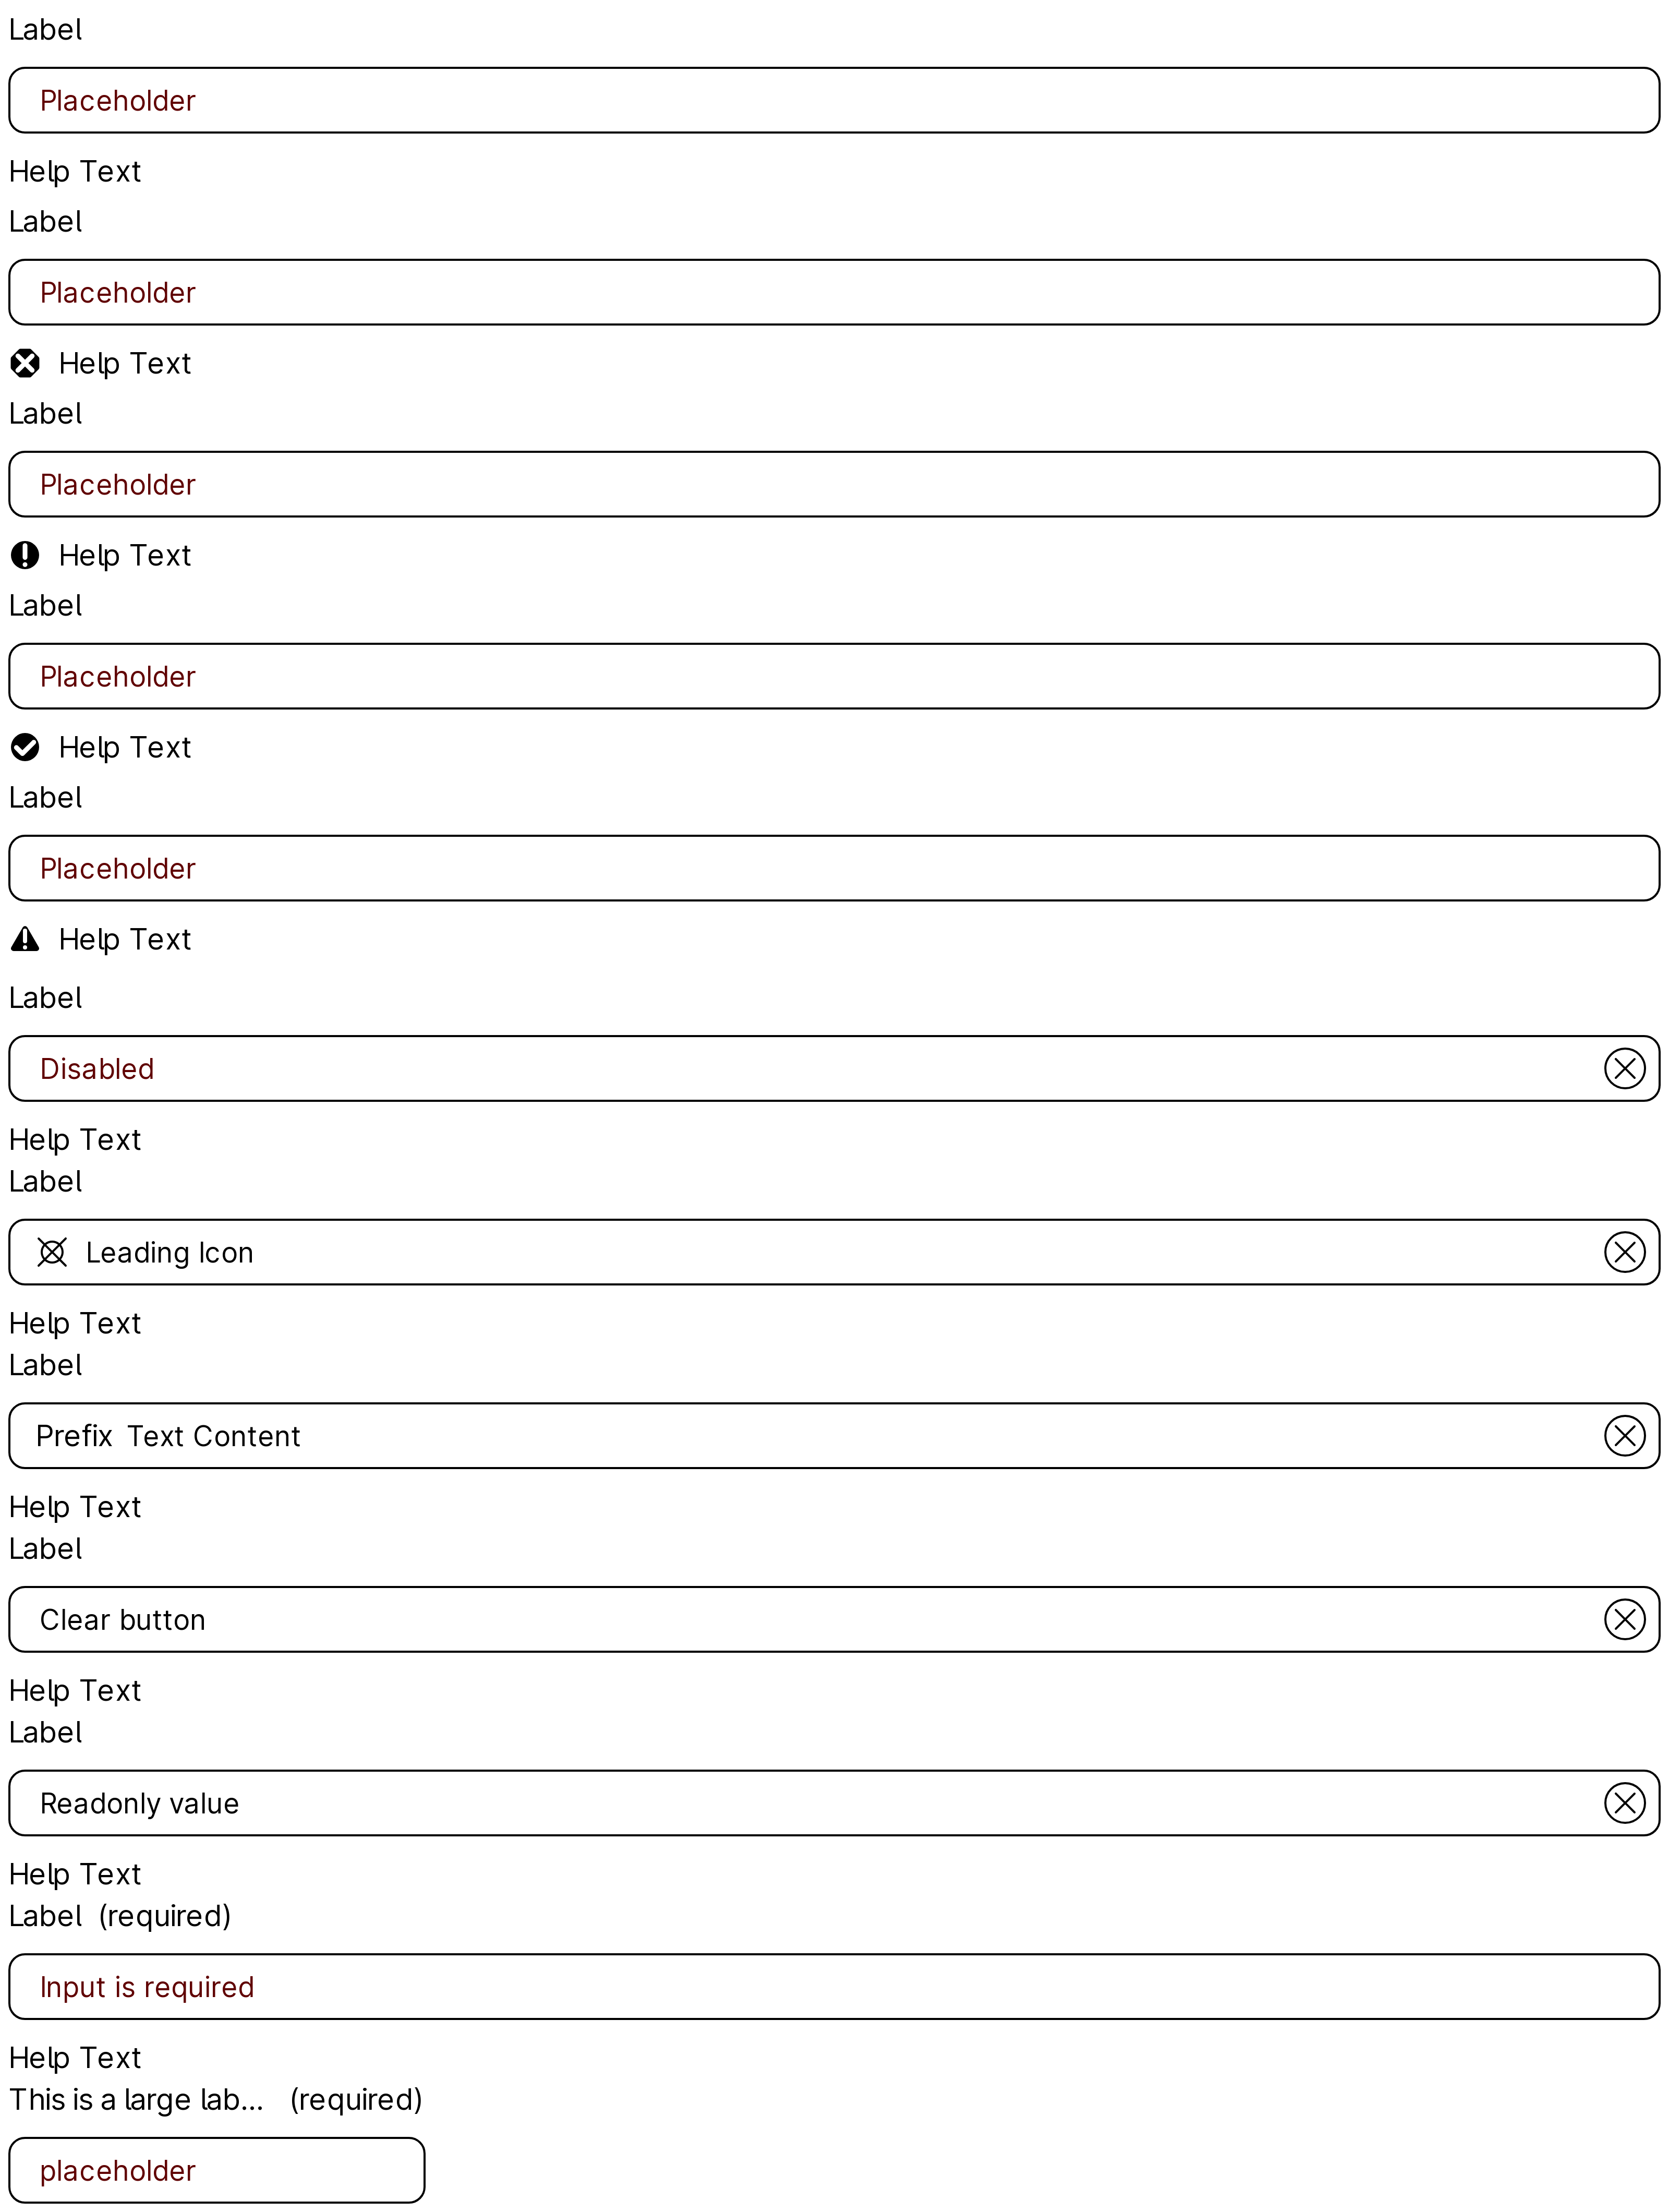 Label
Placeholder
Help Text
Label
Placeholder
Help Text
Label
Placeholder
Help Text
Label
Placeholder
Help Text
Label
Placeholder
Help Text
Label
Disabled
Help Text
Label
Leading Icon
Help Text
Label
Prefix Text Content
Help Text
Label
Clear button
Help Text
Label
Readonly value
Help Text
Label (required)
Input is required
Help Text
This is a large lab... (required)
placeholder